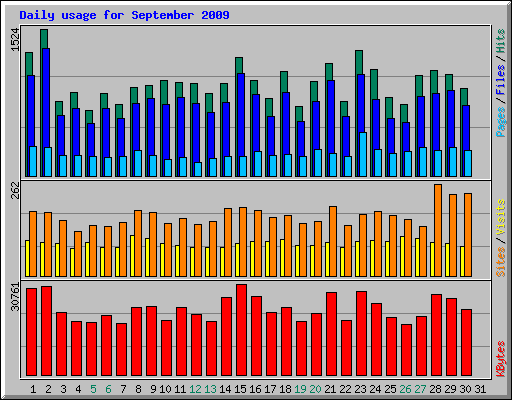 Daily usage for September 2009
1524
Pages / Files / Hits
262
Sites / Visits
30761
KBytes
1 2 3 4 5 6 7 8 9 10 11 12 13 14 15 16 17 18 19 20 21 22 23 24 25 26 27 28 29 30 31